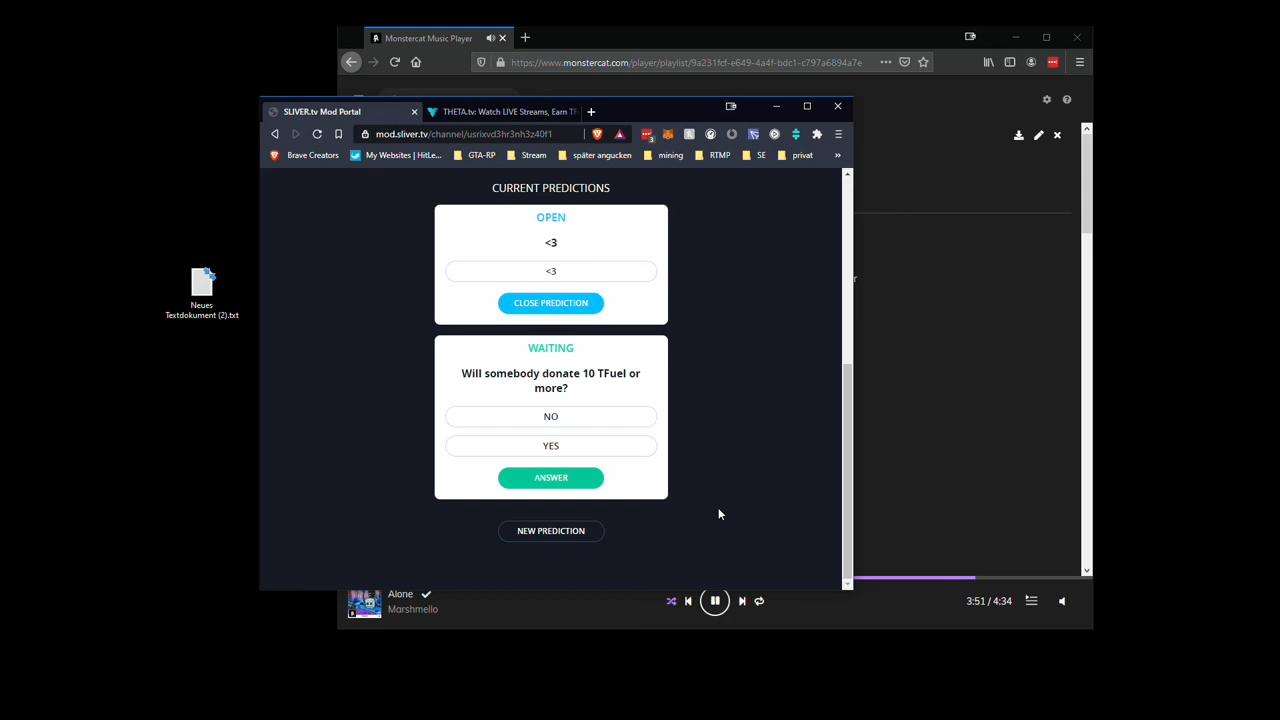 Monstercat Music Player
https://www.monstercat.com/player/playlist/9a231fcf-e649-4a4f-bdc1-c797a6894a7e
SLIVER.tv Mod Portal
THETA.tv: Watch LIVE Streams, Earn TF
mod.sliver.tv/channel/usrixvd3hr3nh3z40f1
3
Brave Creators
My Websites | HitLe...
GTA-RP
Stream
später angucken
mining
RTMP
SE
privat
»
CURRENT PREDICTIONS
OPEN
<3
<3
CLOSE PREDICTION
WAITING
Will somebody donate 10 TFuel or
more?
NO
YES
ANSWER
NEW PREDICTION
Neues
Textdokument (2).txt
r
Alone
Marshmello
3:51 / 4:34